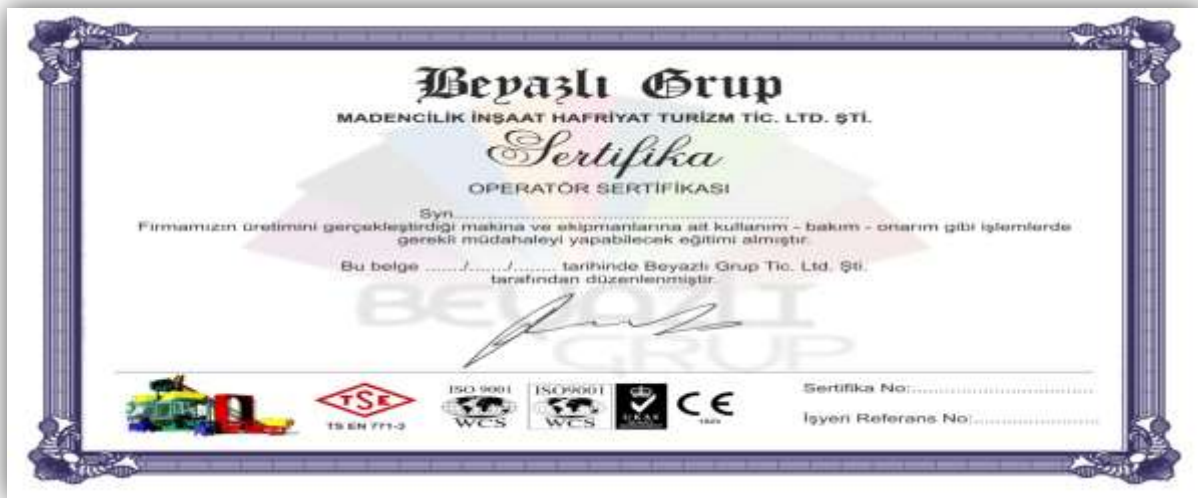 Beyazlı Grup
MADENCİLİK İNŞAAT HAFRİYAT TURİZM TİC. LTD. ŞTİ.
Sertifika
OPERATÖR SERTİFİKASI
Syn.......................................................
Firmamızın üretimini gerçekleştirdiği makina ve ekipmanlarına ait kullanım - bakım - onarım gibi işlemlerde
gerekli müdahaleyi yapabilecek eğitimi almıştır.
Bu belge ......./......./........ tarihinde Beyazlı Grup Tic. Ltd. Şti.
tarafından düzenlenmiştir.
BEYAZLI
GRUP
TSE
TS EN 771-3
ISO 9001
WCS
ISO9001
WCS
UKAS
CE
Sertifika No:..............................
İşyeri Referans No:.....................